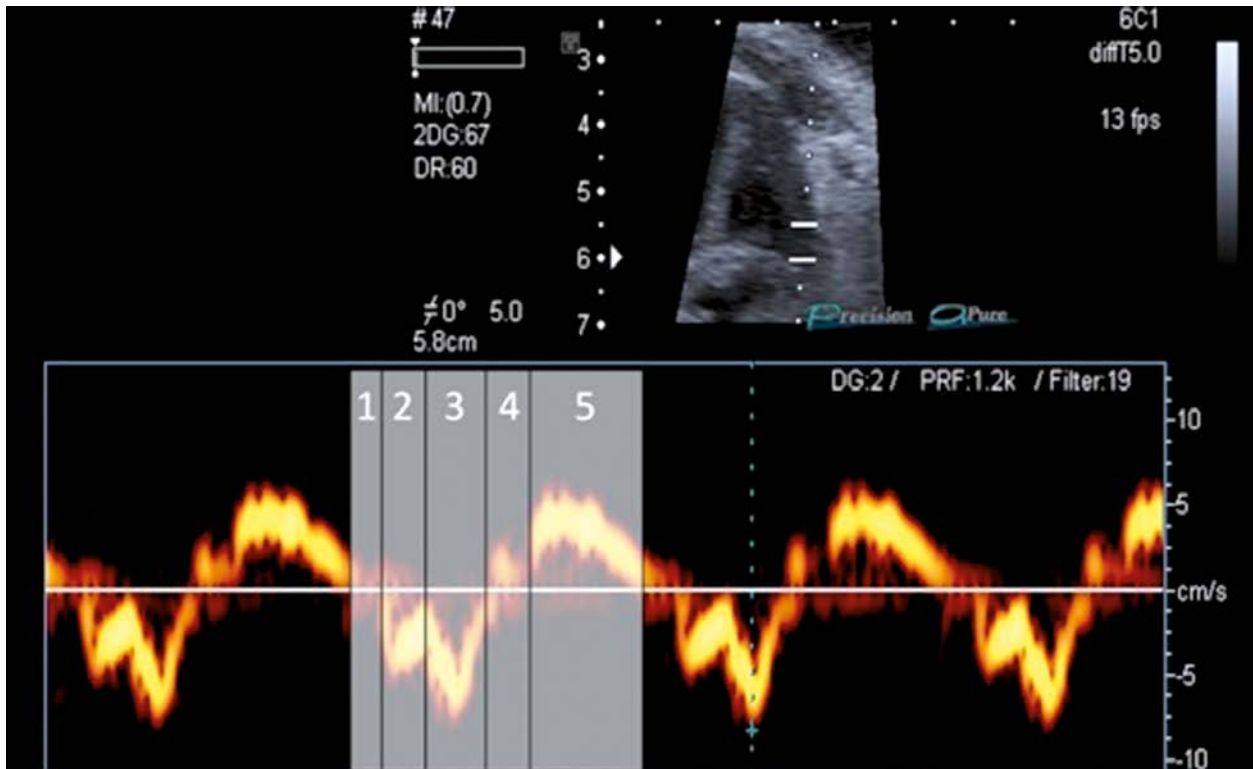 #47
MI:(0.7)
2DG:67
DR:60
≠0° 5.0
5.8cm
3
4
5
6
7
6C1
diffT5.0
13 fps
Precision APure
DG:2 / PRF:1.2k / Filter:19
1 2 3 4 5
10
5
cm/s
-5
-10